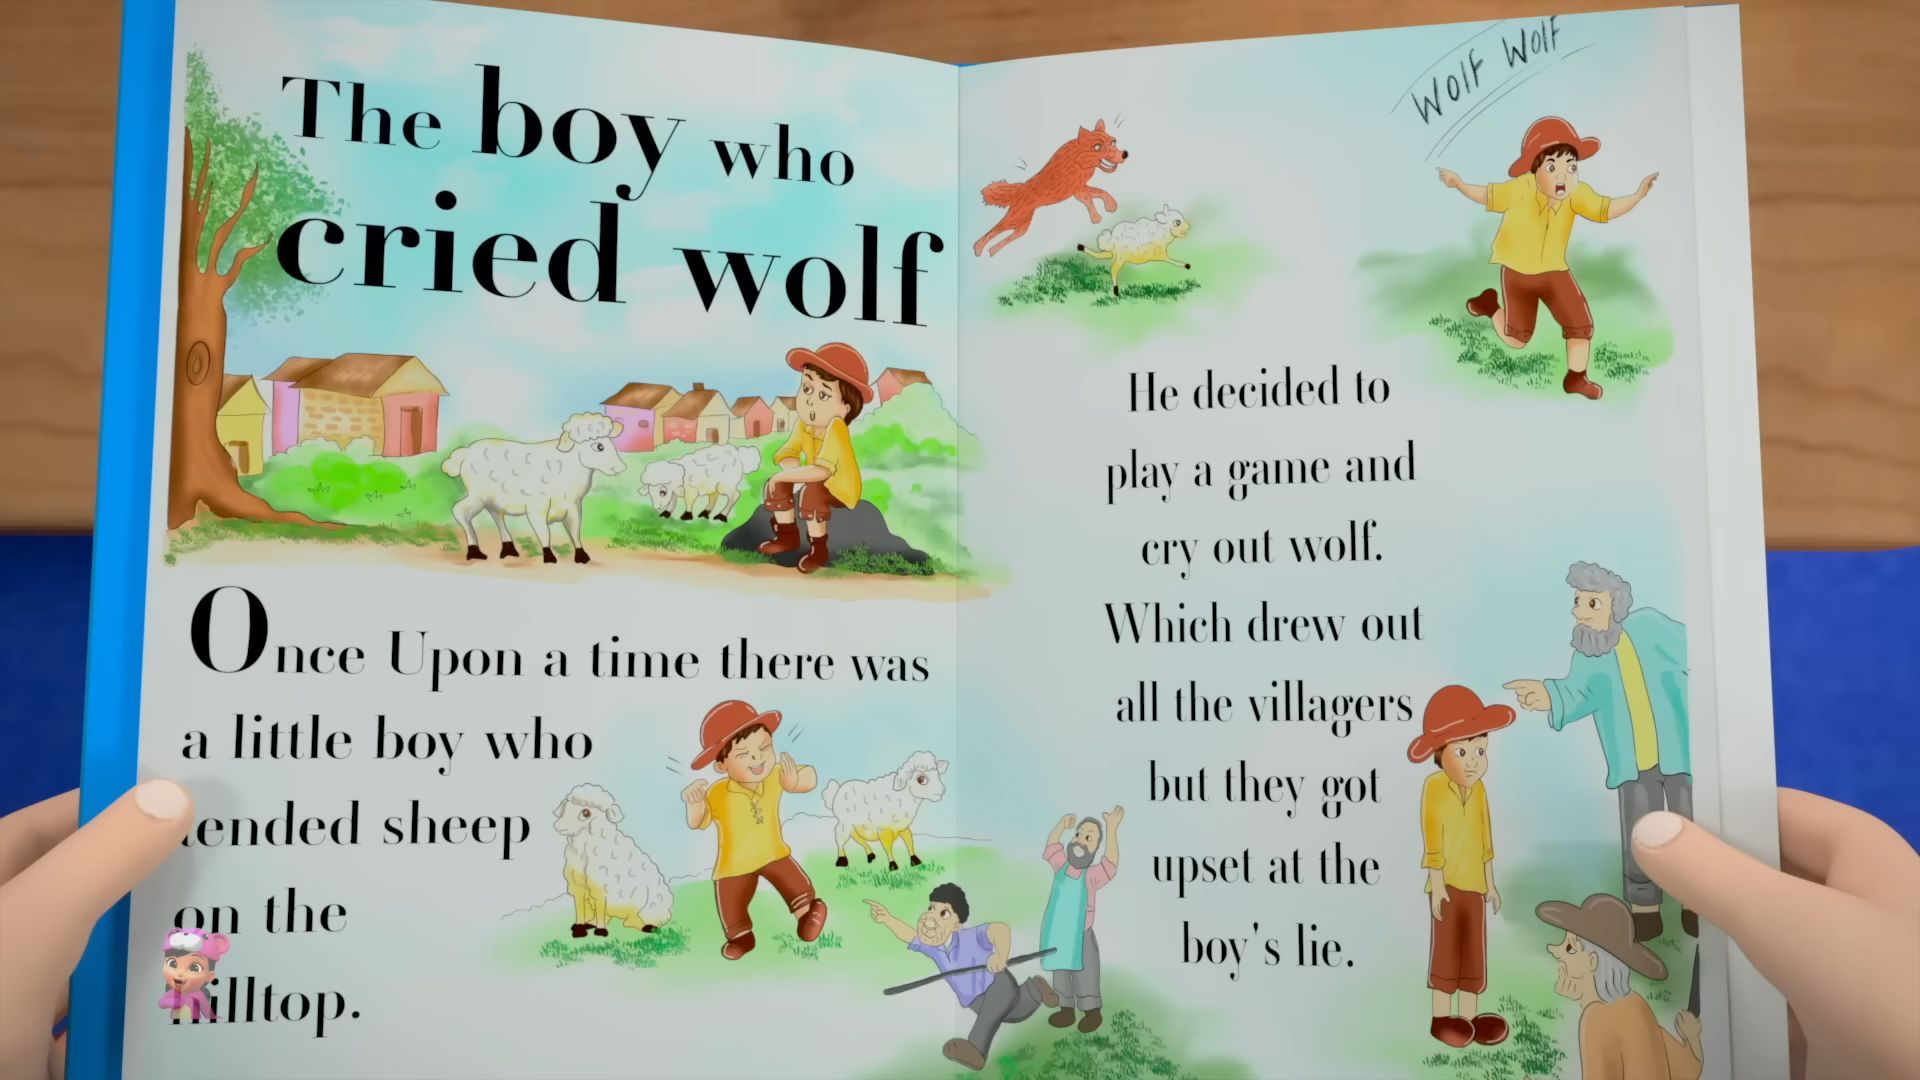 The boy who
cried wolf
Once Upon a time there was
a little boy who
tended sheep
on the
hilltop.
WOLF WOLF
He decided to
play a game and
cry out wolf.
Which drew out
all the villagers
but they got
upset at the
boy's lie.